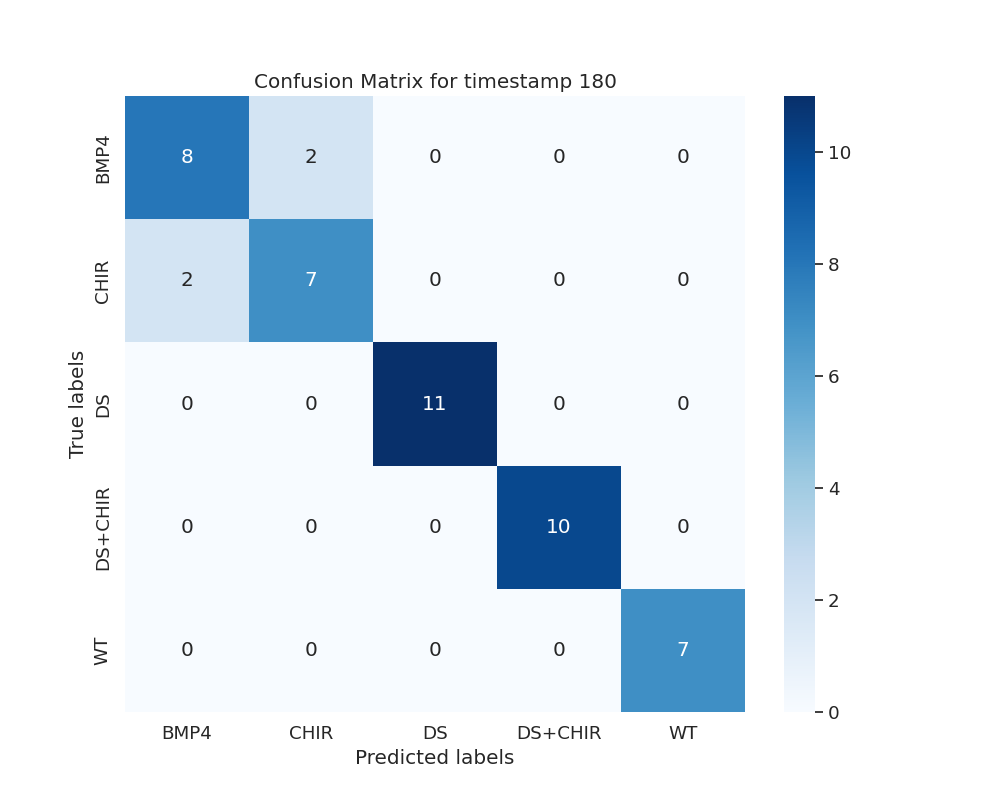 Confusion Matrix for timestamp 180
BMP4 8 2 0 0 0
CHIR 2 7 0 0 0
DS 0 0 11 0 0
DS+CHIR 0 0 0 10 0
WT 0 0 0 0 7
BMP4 CHIR DS DS+CHIR WT
Predicted labels
True labels
10
8
6
4
2
0